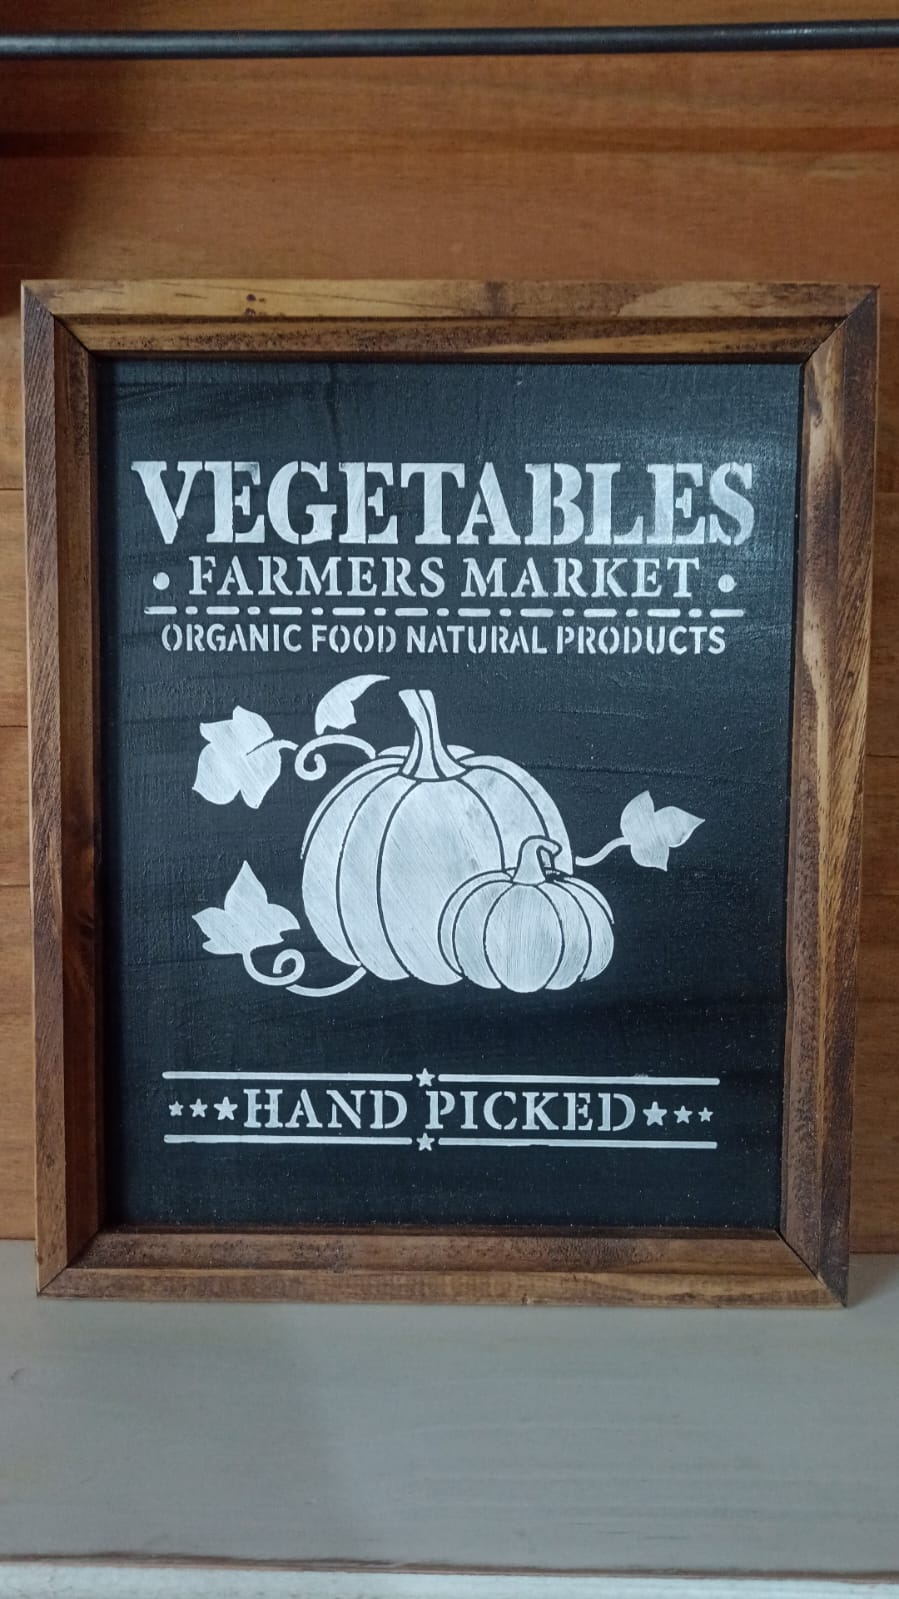 VEGETABLES
• FARMERS MARKET •
ORGANIC FOOD NATURAL PRODUCTS
★★★HAND PICKED★★★